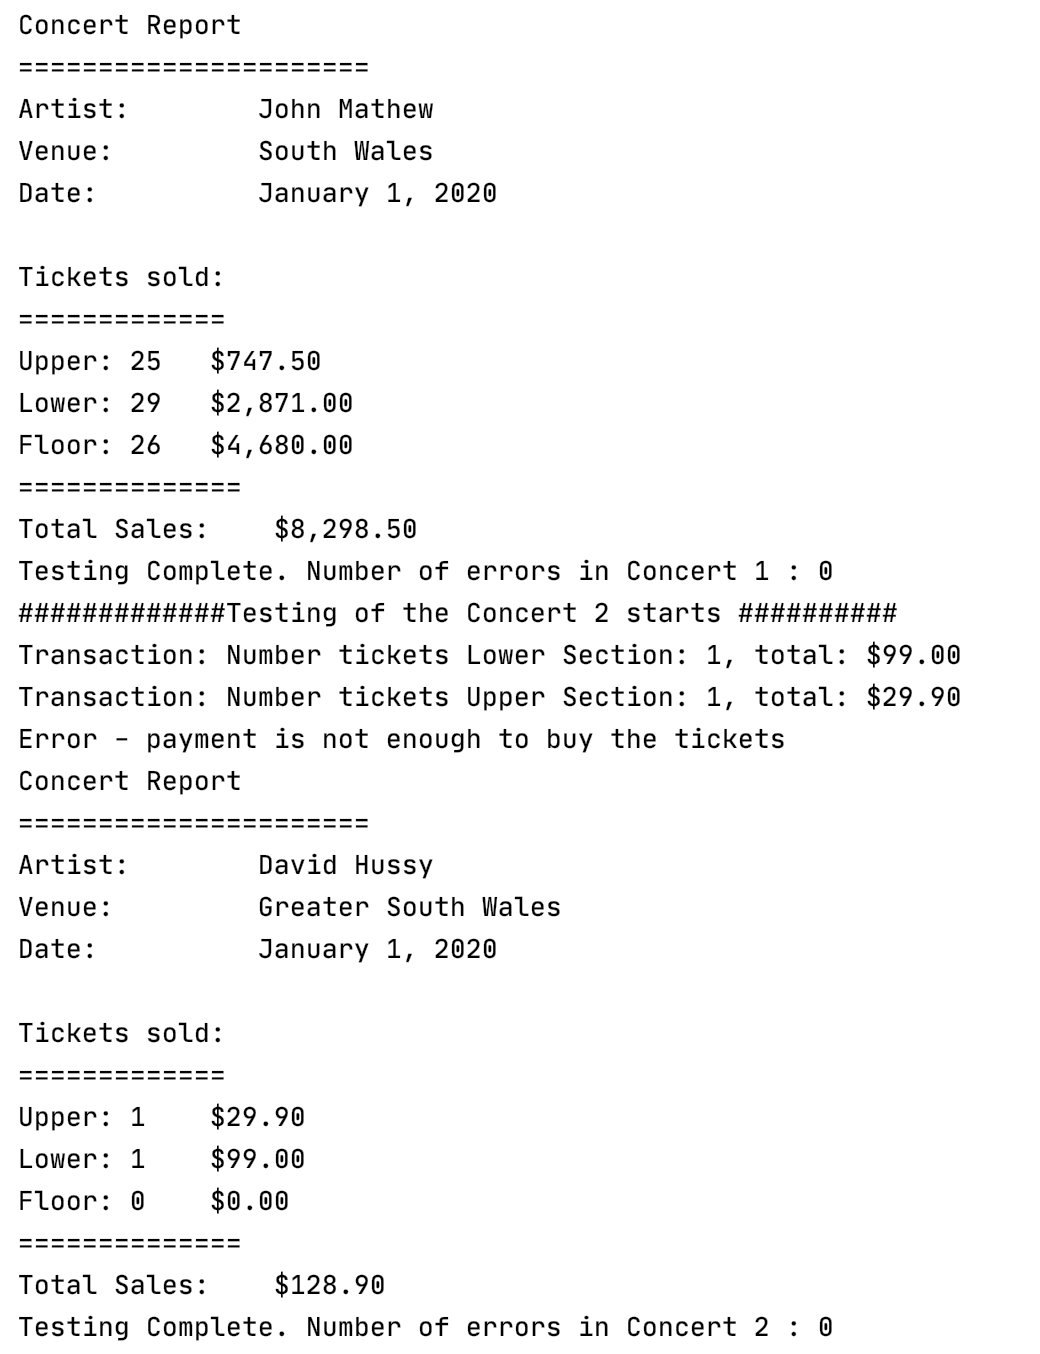 Concert Report
======================
Artist:         John Mathew
Venue:          South Wales
Date:           January 1, 2020

Tickets sold:
=============
Upper: 25   $747.50
Lower: 29   $2,871.00
Floor: 26   $4,680.00
==============
Total Sales:    $8,298.50
Testing Complete. Number of errors in Concert 1 : 0
#############Testing of the Concert 2 starts ##########
Transaction: Number tickets Lower Section: 1, total: $99.00
Transaction: Number tickets Upper Section: 1, total: $29.90
Error – payment is not enough to buy the tickets
Concert Report
======================
Artist:         David Hussy
Venue:          Greater South Wales
Date:           January 1, 2020

Tickets sold:
=============
Upper: 1    $29.90
Lower: 1    $99.00
Floor: 0    $0.00
==============
Total Sales:    $128.90
Testing Complete. Number of errors in Concert 2 : 0